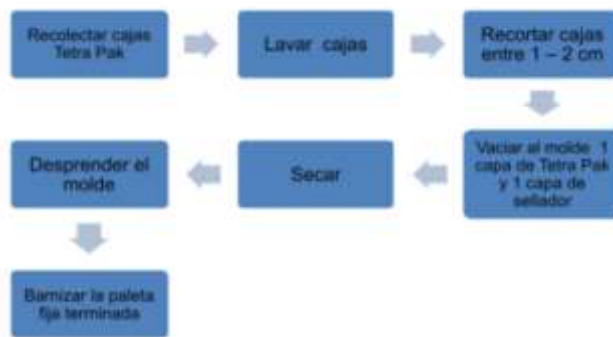 Recolectar cajas
Tetra Pak
Lavar cajas
Recortar cajas
entre 1 – 2 cm
Vaciar al molde 1
capa de Tetra Pak
y 1 capa de
sellador
Secar
Desprender el
molde
Barnizar la paleta
fija terminada